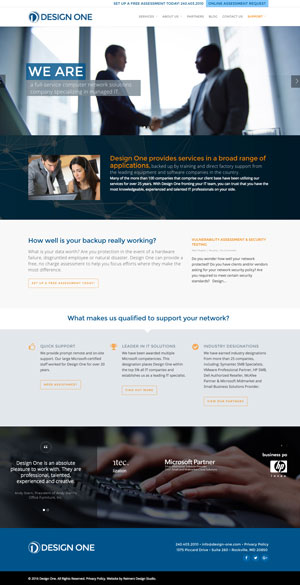 SET UP A FREE ASSESSMENT TODAY! 240.403.2010
ONLINE ASSESSMENT REQUEST
DESIGN ONE
SERVICES
ABOUT US
PARTNERS
BLOG
CONTACT US
SUPPORT
WE ARE
a full service computer network solutions
company specializing in managed IT.
Design One provides services in a broad range of
applications, backed up by training and direct factory support from
the leading equipment and software companies in the country.
Many of the more than 100 companies that comprise our client base have been utilizing our
services for over 25 years. With Design One fronting your IT team, you can trust that you have the
most knowledgeable, experienced and talented IT professionals on your side.
How well is your backup really working?
What is your data worth? Are you protected in the event of a hardware
failure, disgruntled employee or natural disaster. Design One can provide a
free, no charge assessment to help you focus efforts where they make the
most difference.
SET UP A FREE ASSESSMENT TODAY!
VULNERABILITY ASSESSMENT & SECURITY
TESTING
Do you wonder how well your network
protected? Do you have clients and/or vendors
asking for your network security policy? Are
you required to meet certain security
standards? Design...
What makes us qualified to support your network?
QUICK SUPPORT
We provide prompt remote and on-site
support. Our large Microsoft certified
staff worked for Design One for over 20
years.
NEED ASSESSMENT
LEADER IN IT SOLUTIONS
We have been awarded multiple
Microsoft competencies. This
designation places Design One within
the top 5% of IT companies and
establishes us as a leading IT specialist.
FIND OUT MORE
INDUSTRY DESIGNATIONS
We earned industry designations
from more than 25 companies,
including: Symantec SMB Specialist,
VMware Professional Partner, HP SMB,
Dell Authorized Reseller, McAfee
Partner & Microsoft Midmarket and
Small Business Solutions Provider.
VIEW OUR PARTNERS
Design One is an absolute
pleasure to work with. They are
professional, talented,
experienced and creative
ntec.
Microsoft Partner
business pa
hp
DESIGN ONE
240.403.2010 • info@design-one.com • Privacy Policy
1375 Piccard Drive • Suite 250 • Rockville, MD 20850
© 2016 Design One. All Rights Reserved. Privacy Policy. Website by Reimers Design Studio.